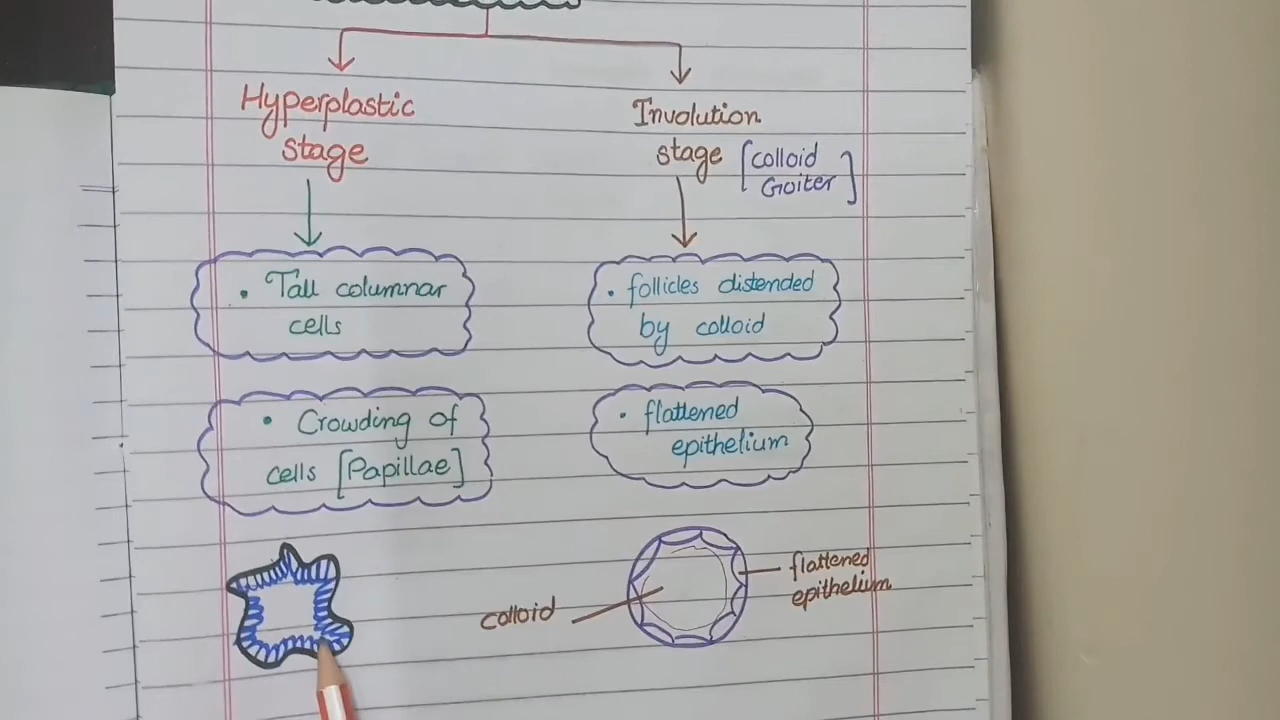 Hyperplastic
stage
Involution
stage [colloid
Goiter]
• Tall columnar
cells
• follicles distended
by colloid
• Crowding of
cells [Papillae]
• flattened
epithelium
colloid
flattened
epithelium